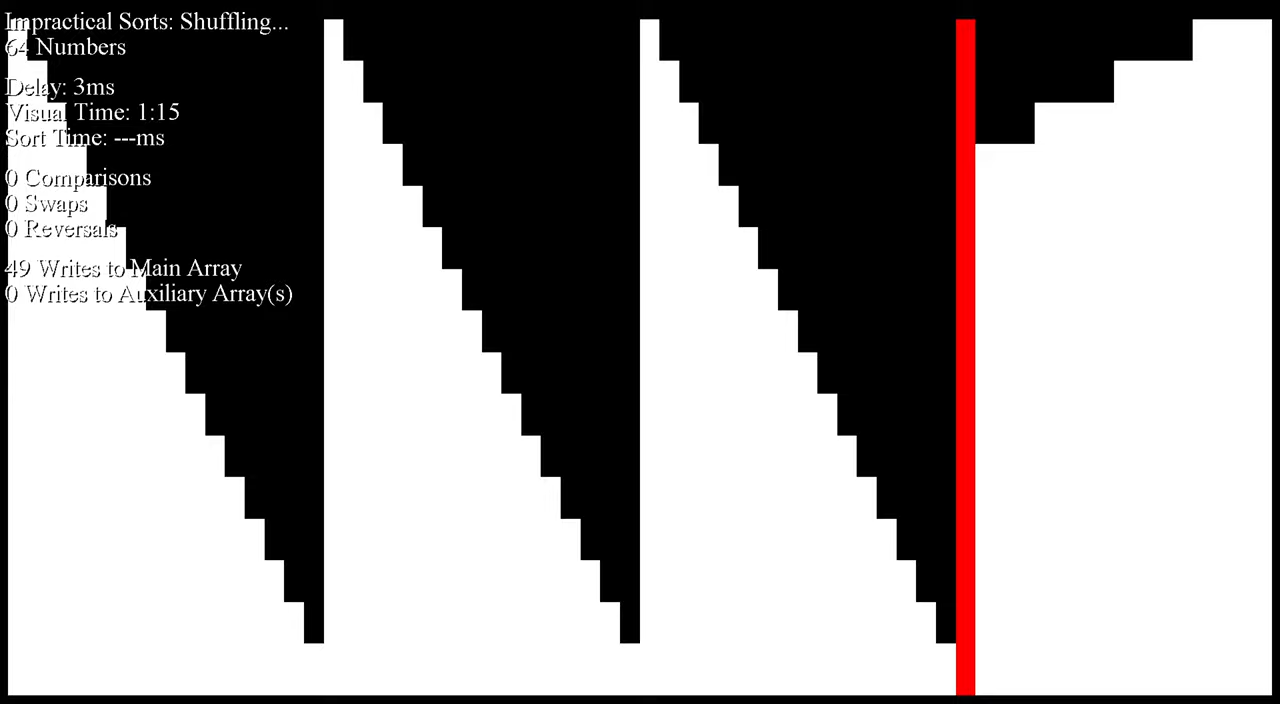 Impractical Sorts: Shuffling...
64 Numbers
Delay: 3ms
Visual Time: 1:15
Sort Time: ---ms
0 Comparisons
0 Swaps
0 Reversals
49 Writes to Main Array
0 Writes to Auxiliary Array(s)